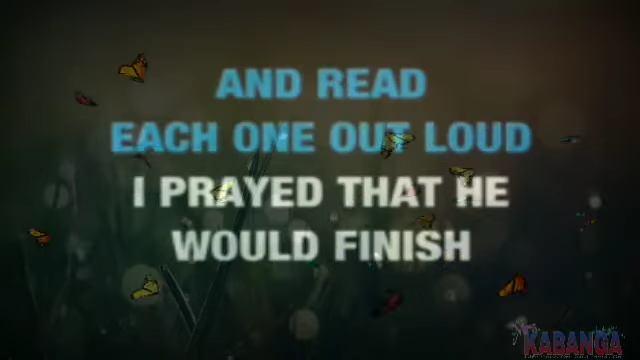 AND READ
EACH ONE OUT LOUD
I PRAYED THAT HE
WOULD FINISH
KABANGA